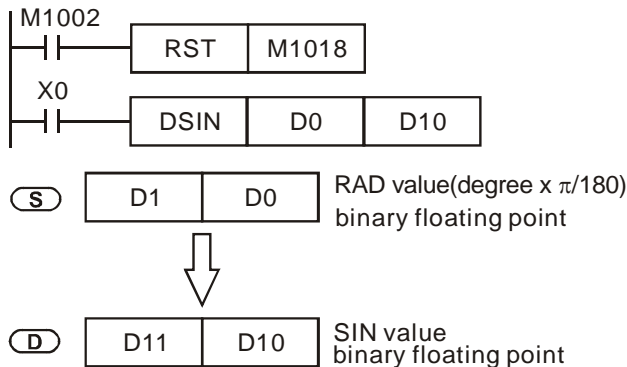 M1002
RST M1018
X0
DSIN D0 D10
S D1 D0 RAD value(degree x π/180)
binary floating point
D D11 D10 SIN value
binary floating point